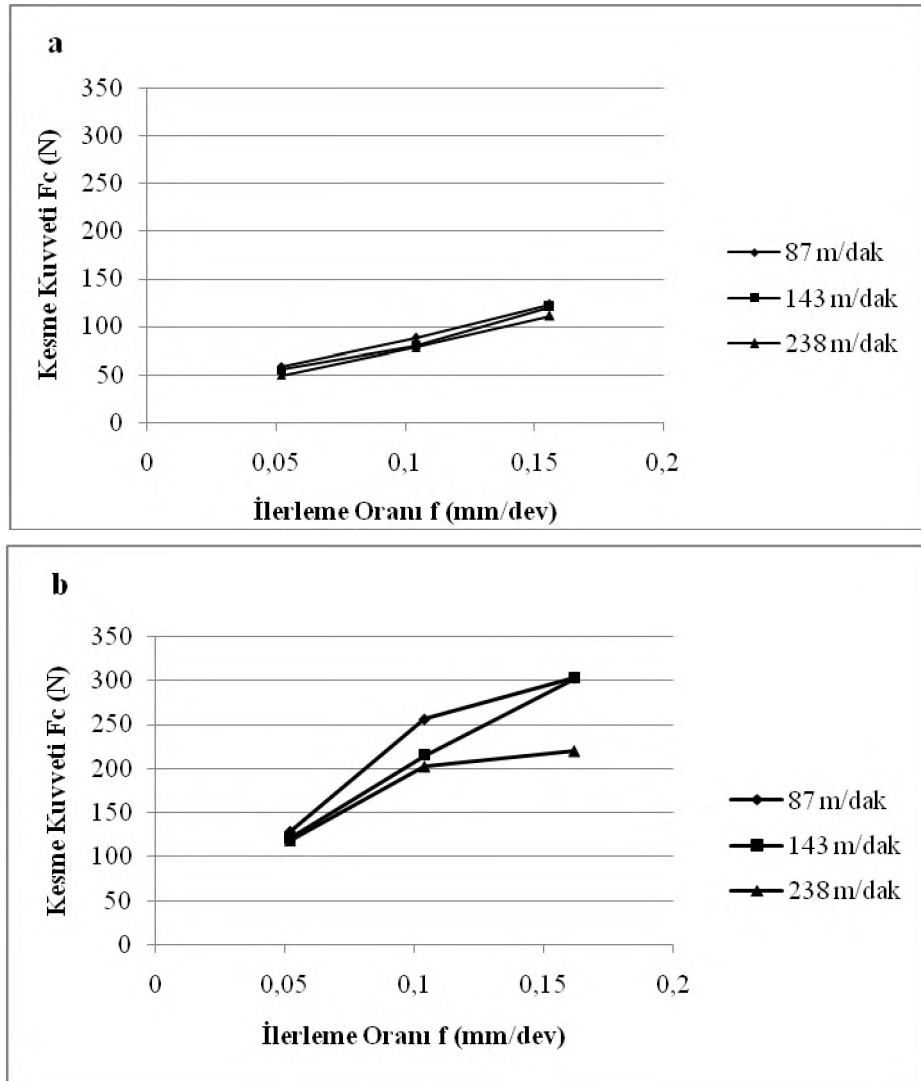 a
350
300
250
200
150
100
50
0
0
0,05
0,1
0,15
0,2
Kesme Kuvveti Fc (N)
İlerleme Oranı f (mm/dev)
87 m/dak
143 m/dak
238 m/dak
b
350
300
250
200
150
100
50
0
0
0,05
0,1
0,15
0,2
Kesme Kuvveti Fc (N)
İlerleme Oranı f (mm/dev)
87 m/dak
143 m/dak
238 m/dak